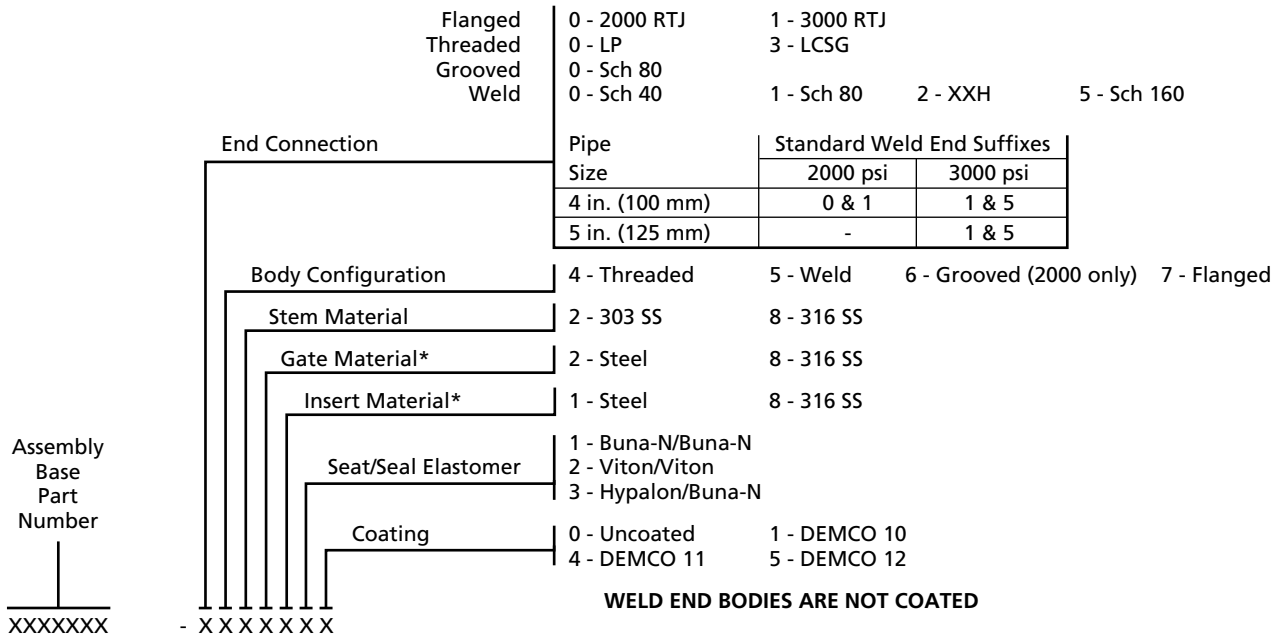 Flanged 0 - 2000 RTJ 1 - 3000 RTJ
Threaded 0 - LP 3 - LCSG
Grooved 0 - Sch 80
Weld 0 - Sch 40 1 - Sch 80 2 - XXH 5 - Sch 160
End Connection Pipe Standard Weld End Suffixes
Size 2000 psi 3000 psi
4 in. (100 mm) 0 & 1 1 & 5
5 in. (125 mm) - 1 & 5
Body Configuration 4 - Threaded 5 - Weld 6 - Grooved (2000 only) 7 - Flanged
Stem Material 2 - 303 SS 8 - 316 SS
Gate Material* 2 - Steel 8 - 316 SS
Insert Material* 1 - Steel 8 - 316 SS
Seat/Seal Elastomer 1 - Buna-N/Buna-N
2 - Viton/Viton
3 - Hypalon/Buna-N
Coating 0 - Uncoated 1 - DEMCO 10
4 - DEMCO 11 5 - DEMCO 12
WELD END BODIES ARE NOT COATED
Assembly
Base
Part
Number
XXXXXXX - X X X X X X X